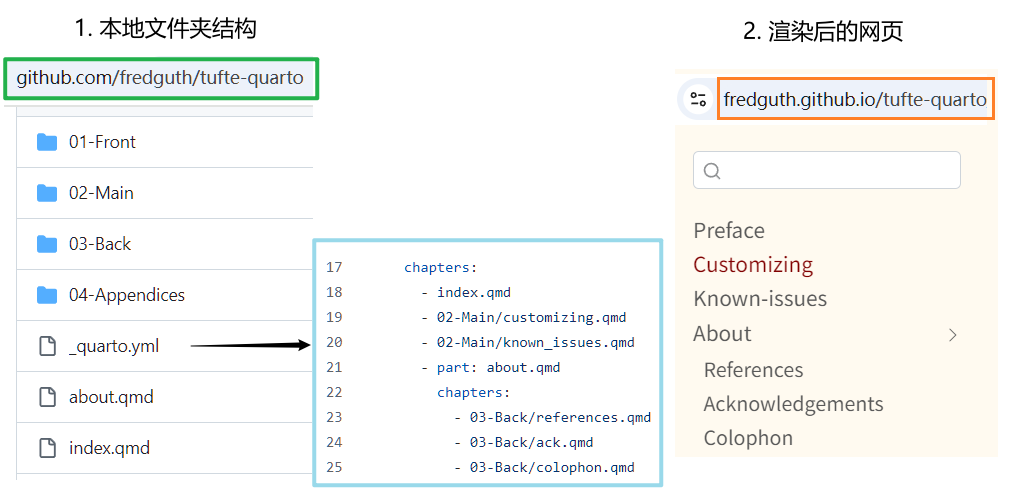 1. 本地文件夹结构
github.com/fredguth/tufte-quarto
01-Front
02-Main
03-Back
04-Appendices
_quarto.yml
about.qmd
index.qmd
17 chapters:
18 - index.qmd
19 - 02-Main/customizing.qmd
20 - 02-Main/known_issues.qmd
21 - part: about.qmd
22 chapters:
23 - 03-Back/references.qmd
24 - 03-Back/ack.qmd
25 - 03-Back/colophon.qmd
2. 渲染后的网页
fredguth.github.io/tufte-quarto
Preface
Customizing
Known-issues
About
References
Acknowledgements
Colophon